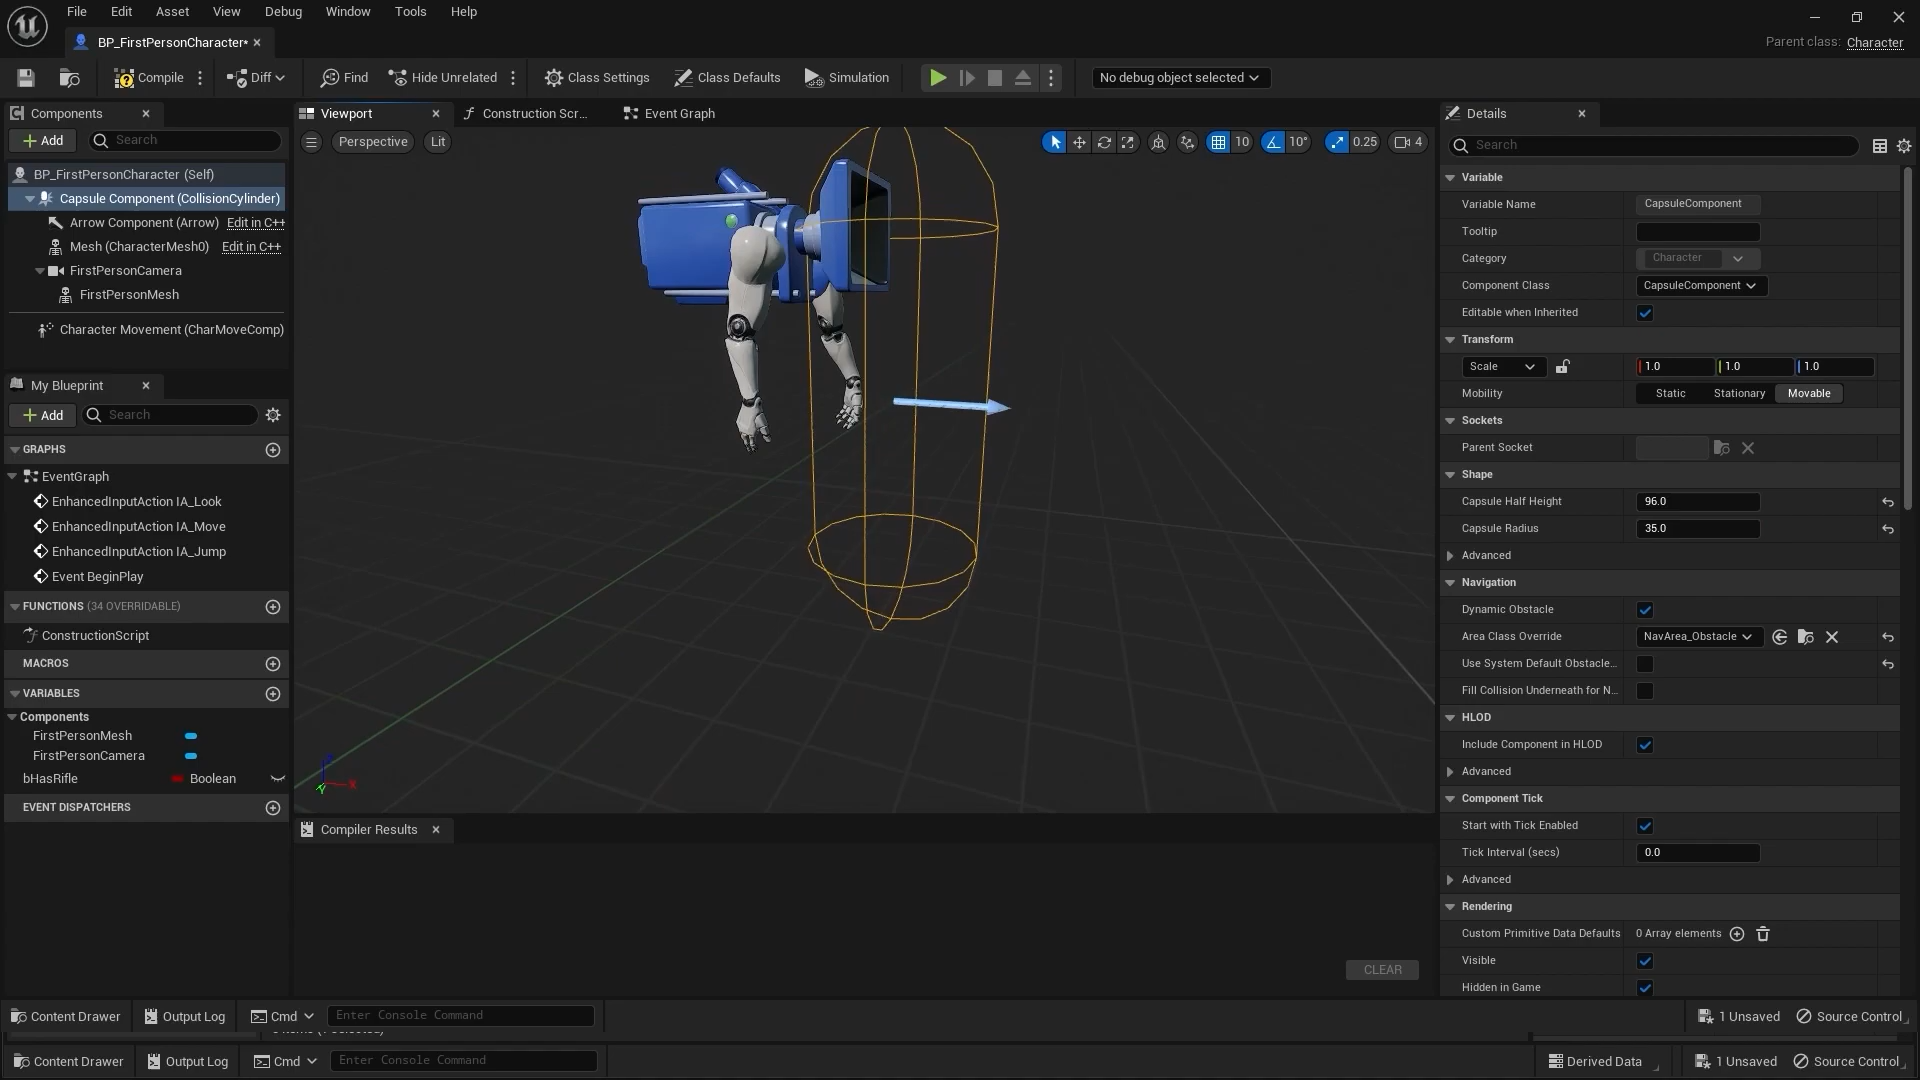 File Edit Asset View Debug Window Tools Help
BP_FirstPersonCharacter*
Parent class: Character
Compile Diff Find Hide Unrelated Class Settings Class Defaults Simulation No debug object selected
Components
Add Search
BP_FirstPersonCharacter (Self)
Capsule Component (CollisionCylinder)
Arrow Component (Arrow) Edit in C++
Mesh (CharacterMesh0) Edit in C++
FirstPersonCamera
FirstPersonMesh
Character Movement (CharMoveComp)
My Blueprint
Add Search
GRAPHS
EventGraph
EnhancedInputAction IA_Look
EnhancedInputAction IA_Move
EnhancedInputAction IA_Jump
Event BeginPlay
FUNCTIONS (34 OVERRIDABLE)
ConstructionScript
MACROS
VARIABLES
Components
FirstPersonMesh
FirstPersonCamera
bHasRifle Boolean
EVENT DISPATCHERS
Viewport Construction Scr... Event Graph
Perspective Lit 10 10° 0.25 4
Z
X
Y
Compiler Results
CLEAR
Details
Search
Variable
Variable Name CapsuleComponent
Tooltip
Category Character
Component Class CapsuleComponent
Editable when Inherited
Transform
Scale 1.0 1.0 1.0
Mobility Static Stationary Movable
Sockets
Parent Socket
Shape
Capsule Half Height 96.0
Capsule Radius 35.0
Advanced
Navigation
Dynamic Obstacle
Area Class Override NavArea_Obstacle
Use System Default Obstacle...
Fill Collision Underneath for N...
HLOD
Include Component in HLOD
Advanced
Component Tick
Start with Tick Enabled
Tick Interval (secs) 0.0
Advanced
Rendering
Custom Primitive Data Defaults 0 Array elements
Visible
Hidden in Game
Content Drawer Output Log Cmd Enter Console Command 1 Unsaved Source Control
Content Drawer Output Log Cmd Enter Console Command Derived Data 1 Unsaved Source Control